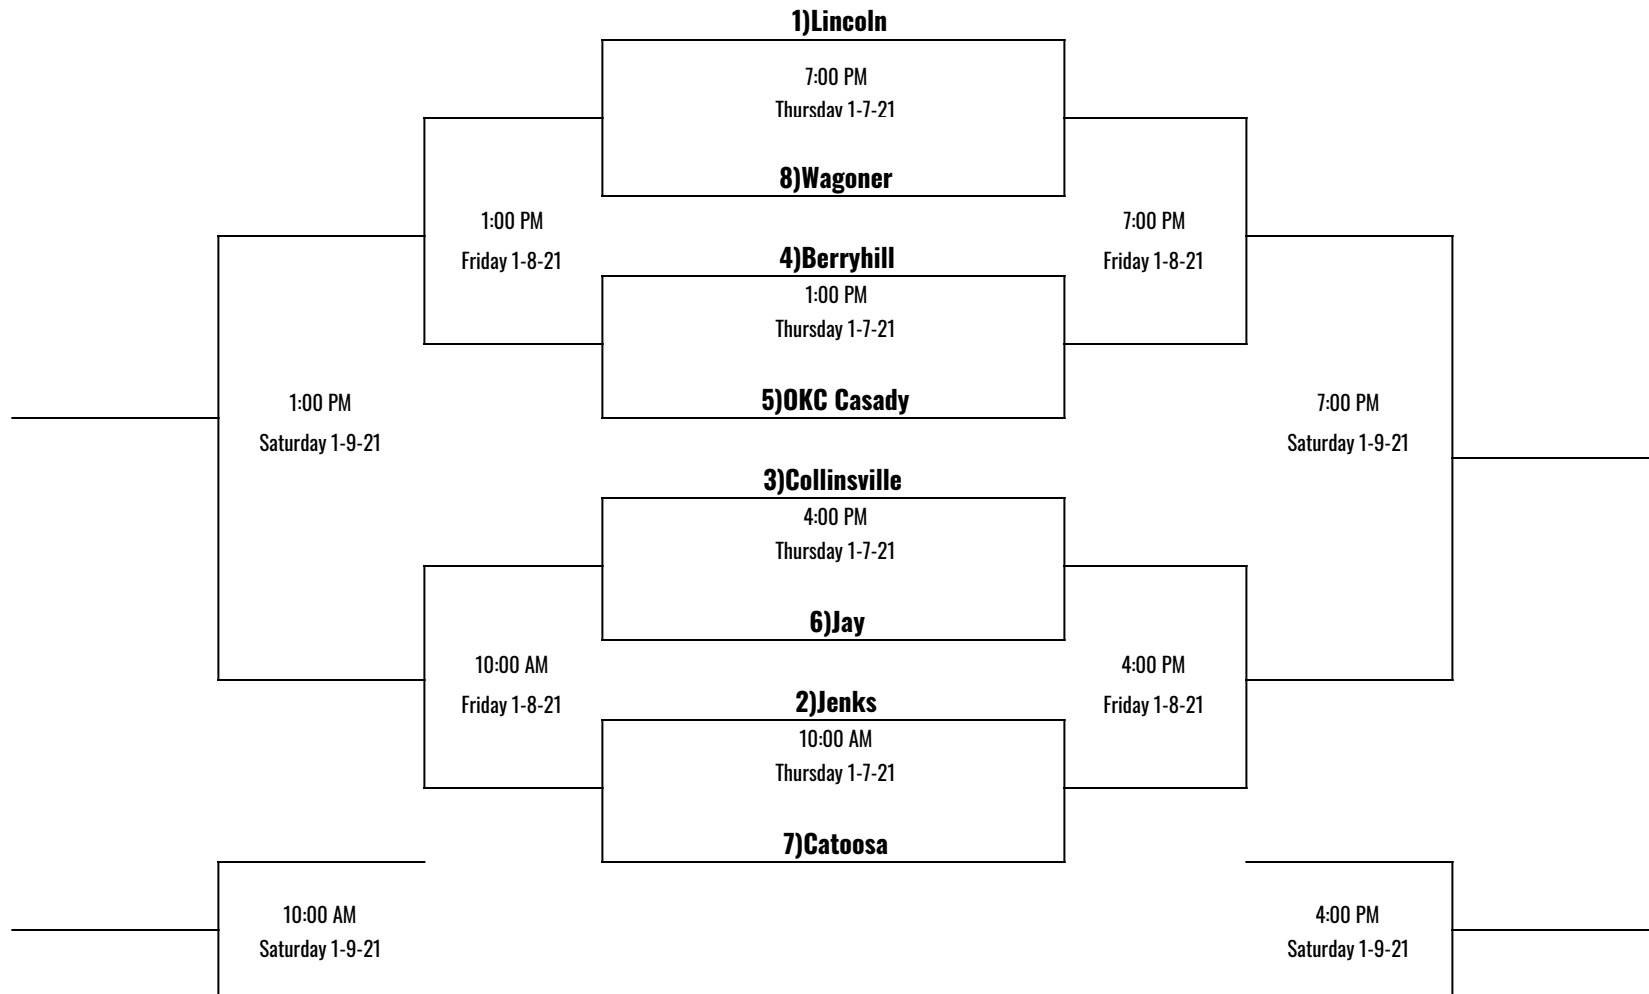 1)Lincoln
7:00 PM
Thursday 1-7-21
8)Wagoner
1:00 PM
Friday 1-8-21
7:00 PM
Friday 1-8-21
4)Berryhill
1:00 PM
Thursday 1-7-21
5)OKC Casady
1:00 PM
Saturday 1-9-21
7:00 PM
Saturday 1-9-21
3)Collinsville
4:00 PM
Thursday 1-7-21
6)Jay
10:00 AM
Friday 1-8-21
4:00 PM
Friday 1-8-21
2)Jenks
10:00 AM
Thursday 1-7-21
7)Catoosa
10:00 AM
Saturday 1-9-21
4:00 PM
Saturday 1-9-21